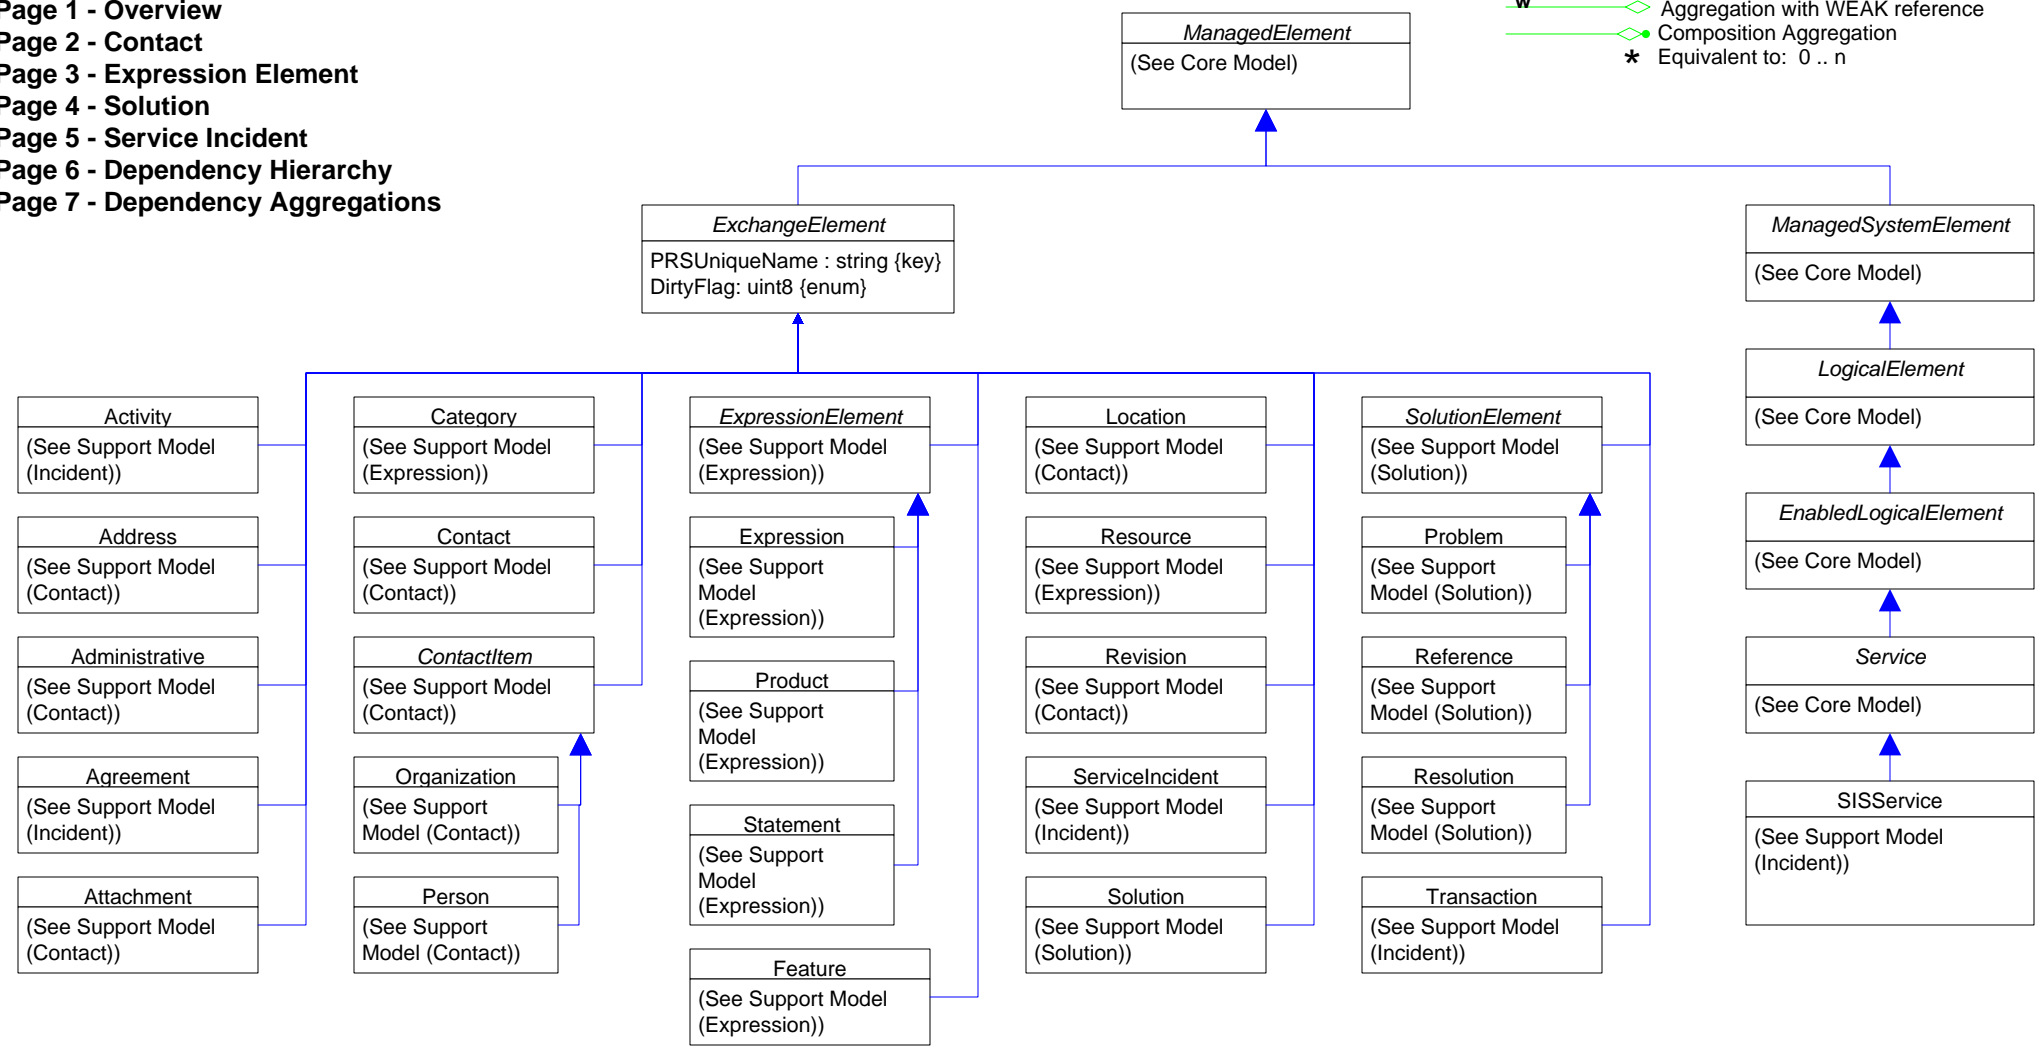 Page 1 - Overview
Page 2 - Contact
Page 3 - Expression Element
Page 4 - Solution
Page 5 - Service Incident
Page 6 - Dependency Hierarchy
Page 7 - Dependency Aggregations
w
Aggregation with WEAK reference
Composition Aggregation
* Equivalent to: 0 .. n
ManagedElement
(See Core Model)
ExchangeElement
PRSUniqueName : string {key}
DirtyFlag: uint8 {enum}
ManagedSystemElement
(See Core Model)
LogicalElement
(See Core Model)
EnabledLogicalElement
(See Core Model)
Service
(See Core Model)
SISService
(See Support Model
(Incident))
Activity
(See Support Model
(Incident))
Address
(See Support Model
(Contact))
Administrative
(See Support Model
(Contact))
Agreement
(See Support Model
(Incident))
Attachment
(See Support Model
(Contact))
Category
(See Support Model
(Expression))
Contact
(See Support Model
(Contact))
ContactItem
(See Support Model
(Contact))
Organization
(See Support
Model (Contact))
Person
(See Support
Model (Contact))
ExpressionElement
(See Support Model
(Expression))
Expression
(See Support
Model
(Expression))
Product
(See Support
Model
(Expression))
Statement
(See Support
Model
(Expression))
Feature
(See Support Model
(Expression))
Location
(See Support Model
(Contact))
Resource
(See Support Model
(Expression))
Revision
(See Support Model
(Contact))
ServiceIncident
(See Support Model
(Incident))
Solution
(See Support Model
(Solution))
SolutionElement
(See Support Model
(Solution))
Problem
(See Support
Model (Solution))
Reference
(See Support
Model (Solution))
Resolution
(See Support
Model (Solution))
Transaction
(See Support Model
(Incident))